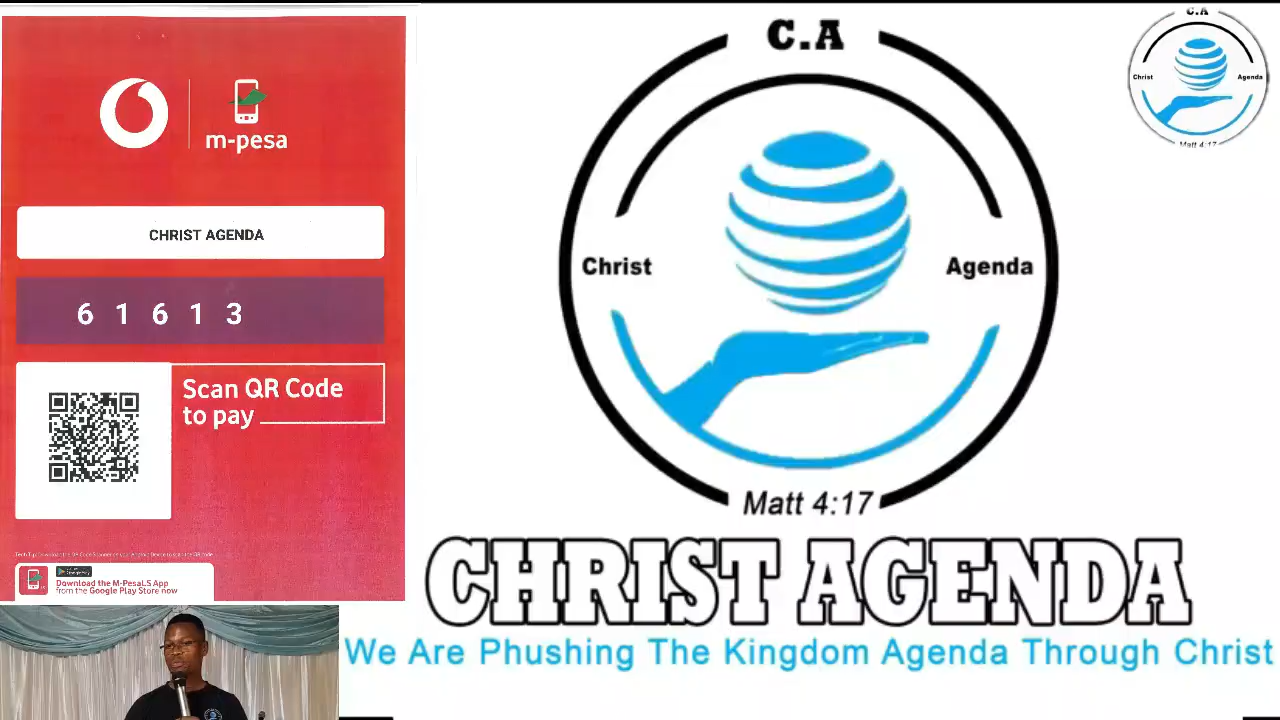 m-pesa
CHRIST AGENDA
6 1 6 1 3
Scan QR Code
to pay
Download the M-PesaLS App
from the Google Play Store now
C.A
Christ
Agenda
Matt 4:17
CHRIST AGENDA
We Are Phushing The Kingdom Agenda Through Christ
C.A
Christ
Agenda
Matt 4:17